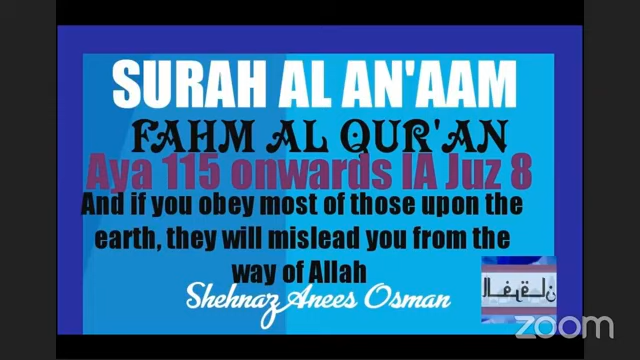 SURAH AL AN'AAM
FAHM AL QUR'AN
Aya 115 onwards IA Juz 8
And if you obey most of those upon the
earth, they will mislead you from the
way of Allah
Shehnaz Anees Osman
zoom